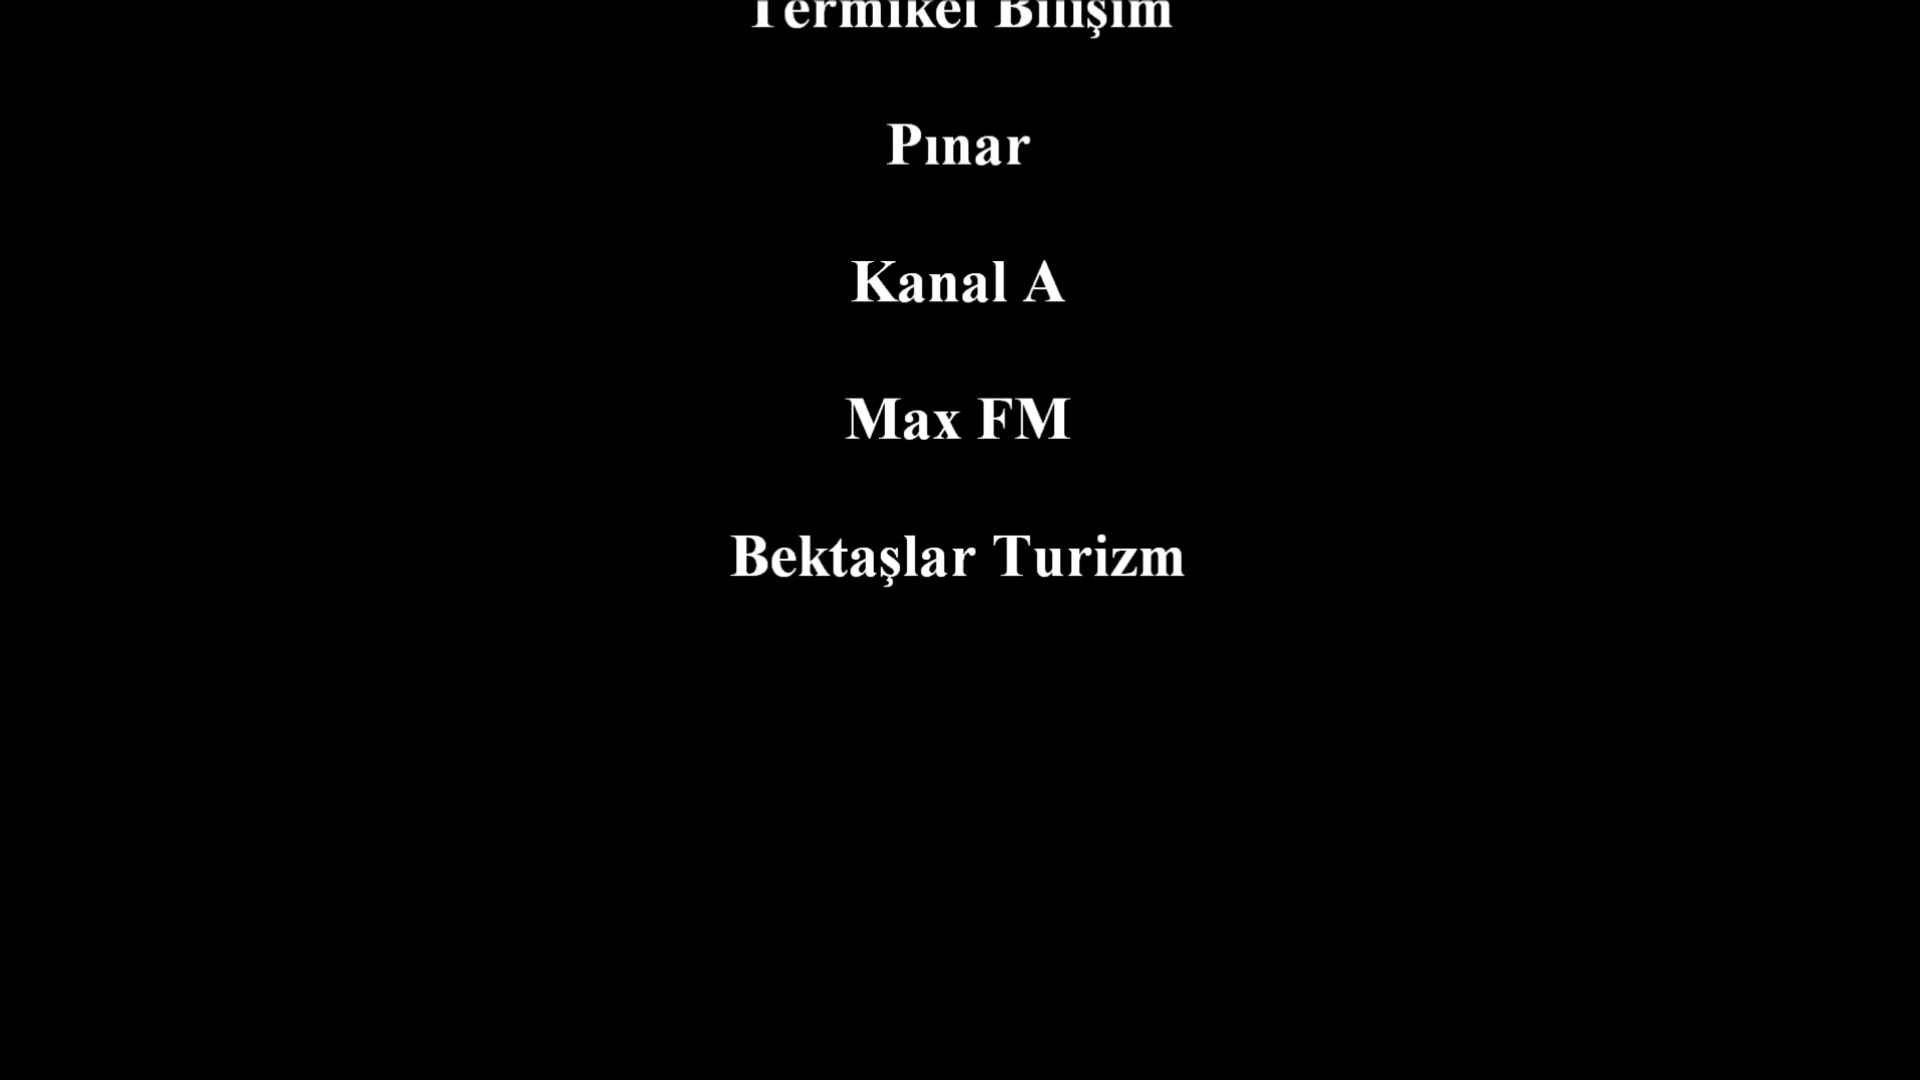 Termikel Bilişim
Pınar
Kanal A
Max FM
Bektaşlar Turizm